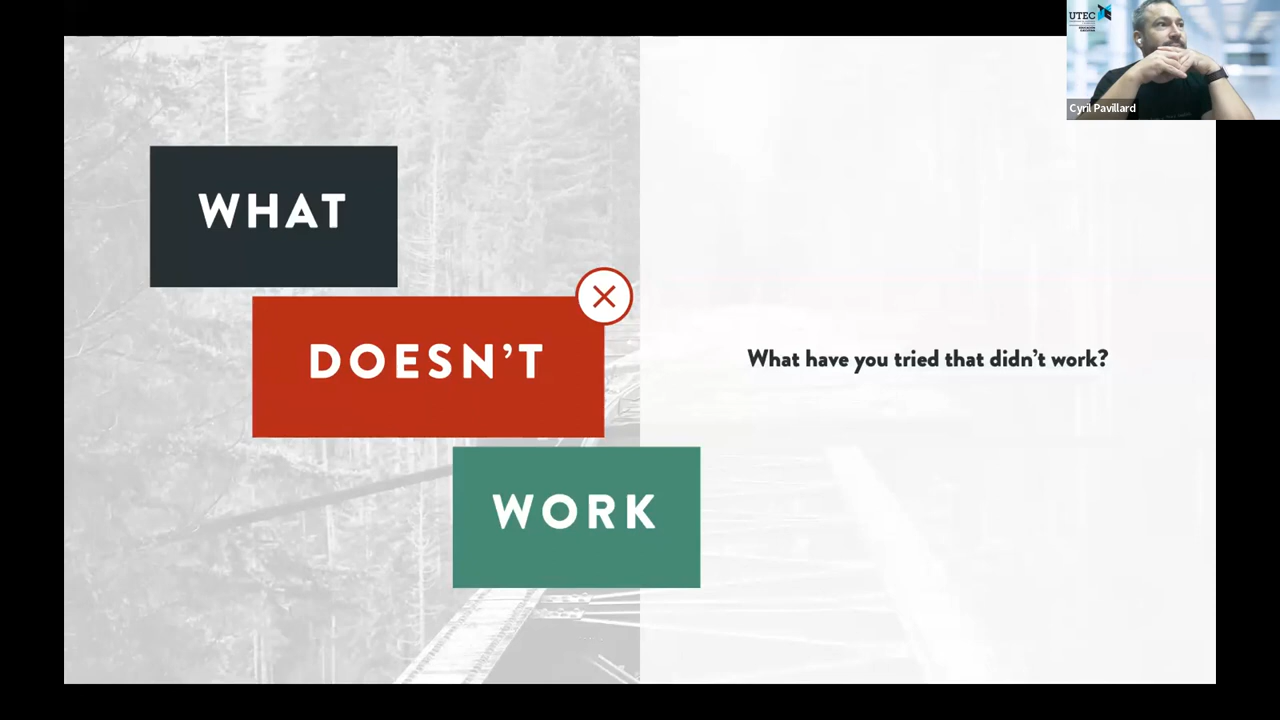 WHAT
DOESN'T
WORK
What have you tried that didn't work?
UTEC
Cyril Pavillard